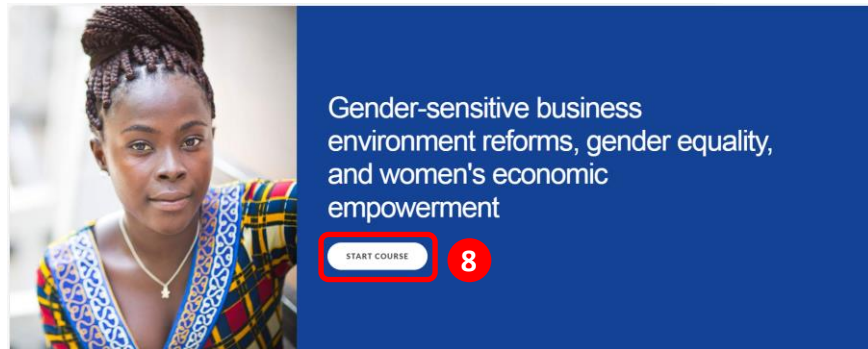 Gender-sensitive business
environment reforms, gender equality,
and women's economic
empowerment
START COURSE
8